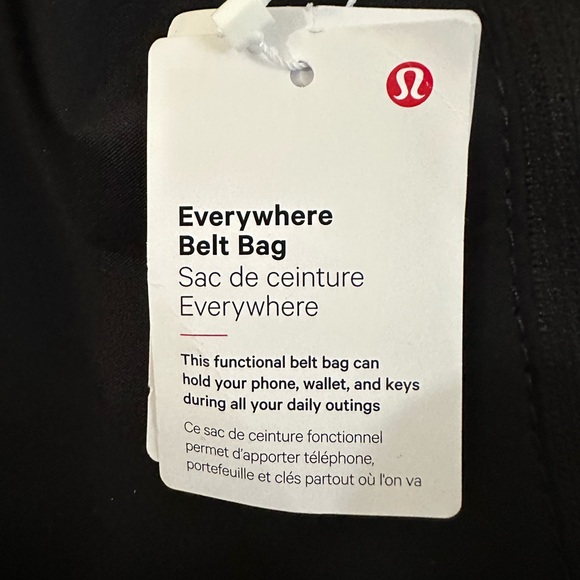 Everywhere
Belt Bag
Sac de ceinture
Everywhere
This functional belt bag can
hold your phone, wallet, and keys
during all your daily outings
Ce sac de ceinture fonctionnel
permet d'apporter téléphone,
portefeuille et clés partout où l'on va